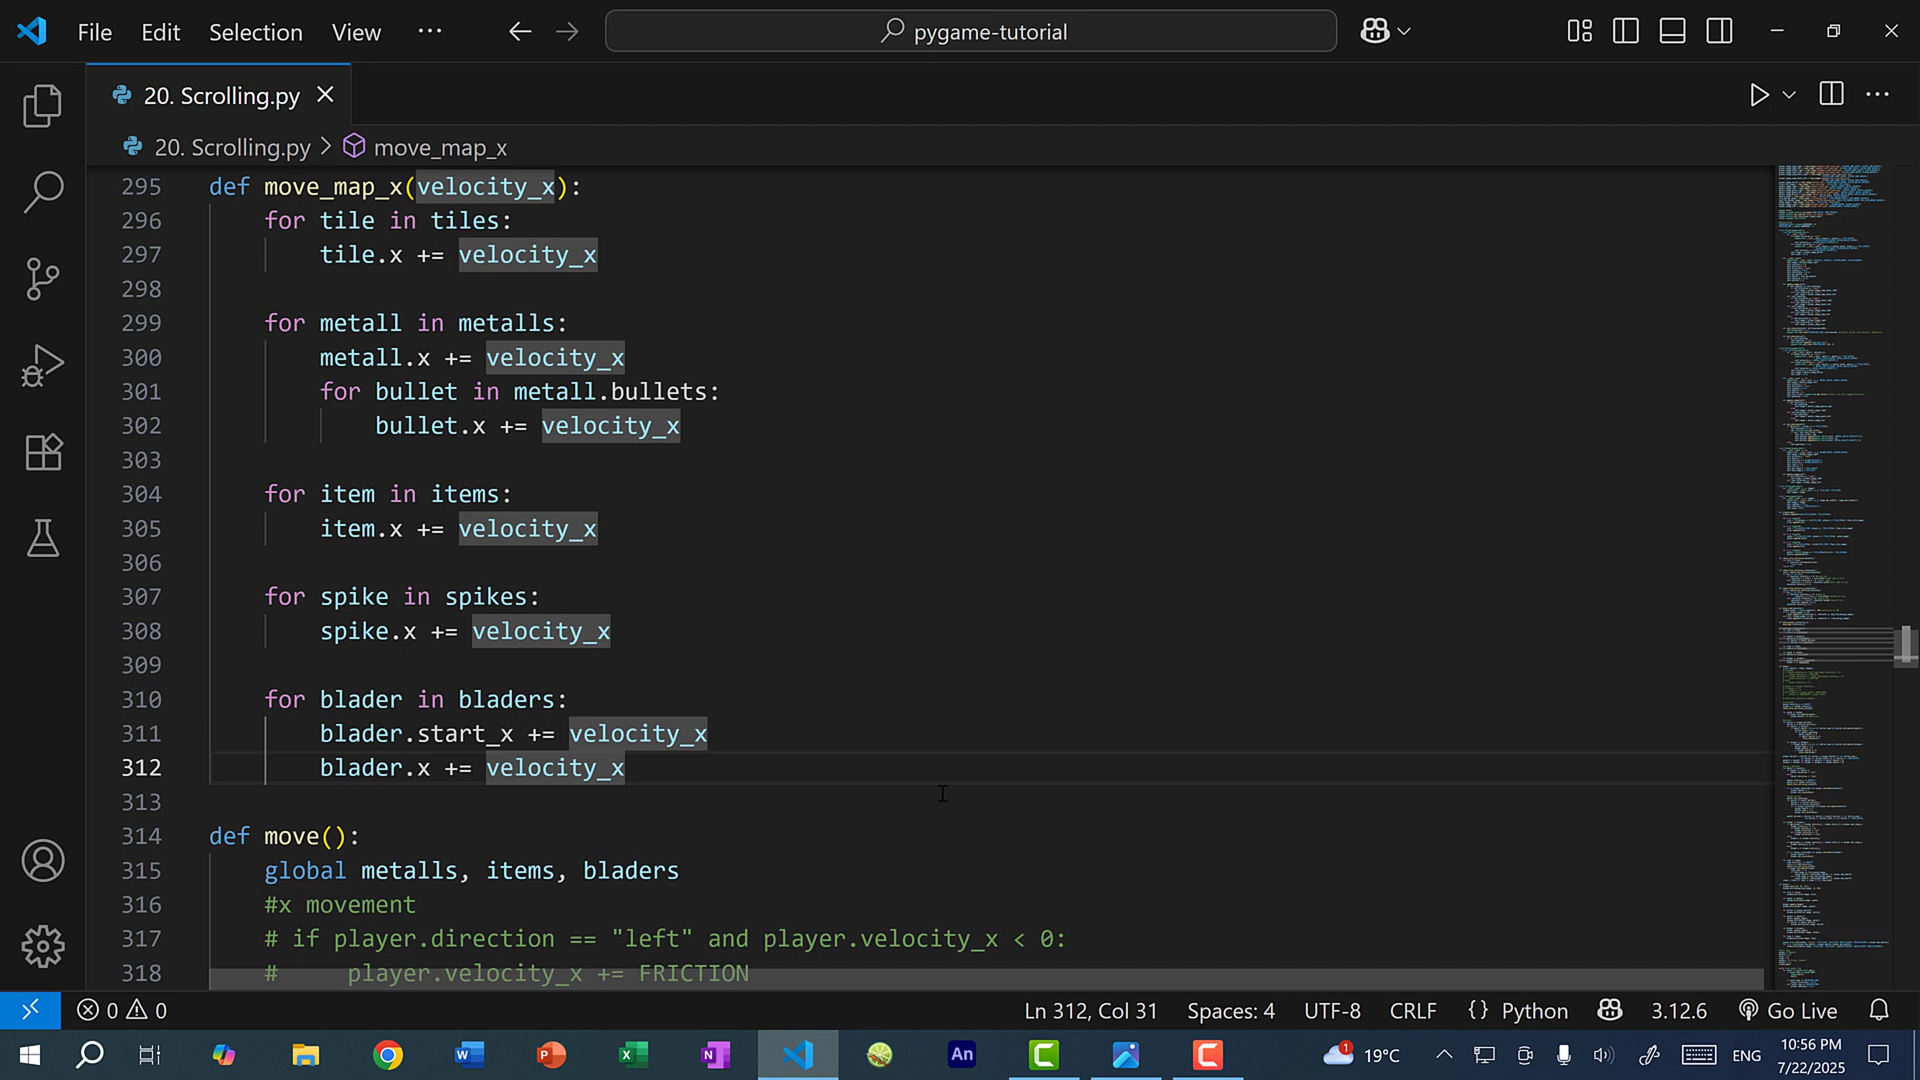 File Edit Selection View ··· pygame-tutorial
20. Scrolling.py
20. Scrolling.py > move_map_x
295 def move_map_x(velocity_x):
296 for tile in tiles:
297 tile.x += velocity_x
298
299 for metall in metalls:
300 metall.x += velocity_x
301 for bullet in metall.bullets:
302 bullet.x += velocity_x
303
304 for item in items:
305 item.x += velocity_x
306
307 for spike in spikes:
308 spike.x += velocity_x
309
310 for blader in bladers:
311 blader.start_x += velocity_x
312 blader.x += velocity_x
313
314 def move():
315 global metalls, items, bladers
316 #x movement
317 # if player.direction == "left" and player.velocity_x < 0:
318 # player.velocity_x += FRICTION
0 0 Ln 312, Col 31 Spaces: 4 UTF-8 CRLF {} Python 3.12.6 Go Live
An 1 19°C ENG 10:56 PM
7/22/2025